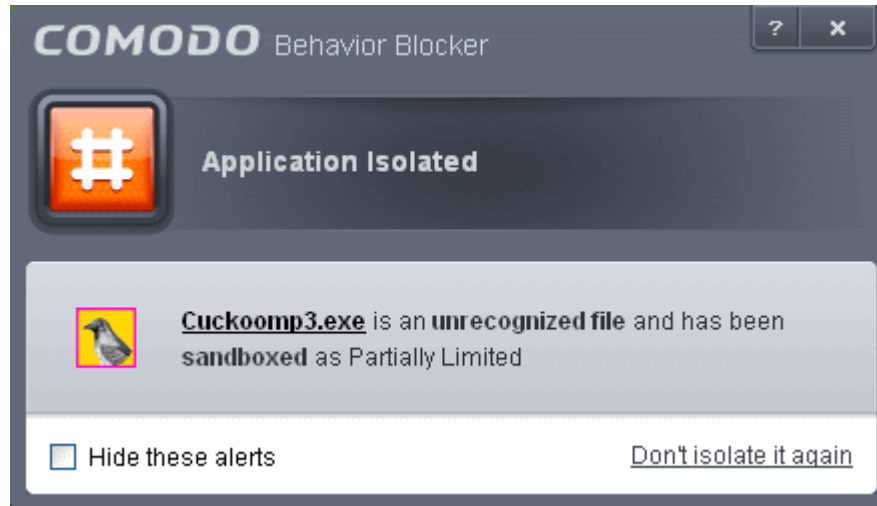 COMODO Behavior Blocker
? x
Application Isolated
Cuckoomp3.exe is an unrecognized file and has been
sandboxed as Partially Limited
Hide these alerts
Don't isolate it again